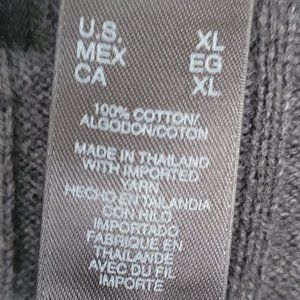 U.S. XL
MEX EG
CA XL
100% COTTON/
ALGODON/COTON
MADE IN THAILAND
WITH IMPORTED
YARN
HECHO EN TAILANDIA
CON HILO
IMPORTADO
FABRIQUE EN
THAILANDE
AVEC DU FIL
IMPORTE